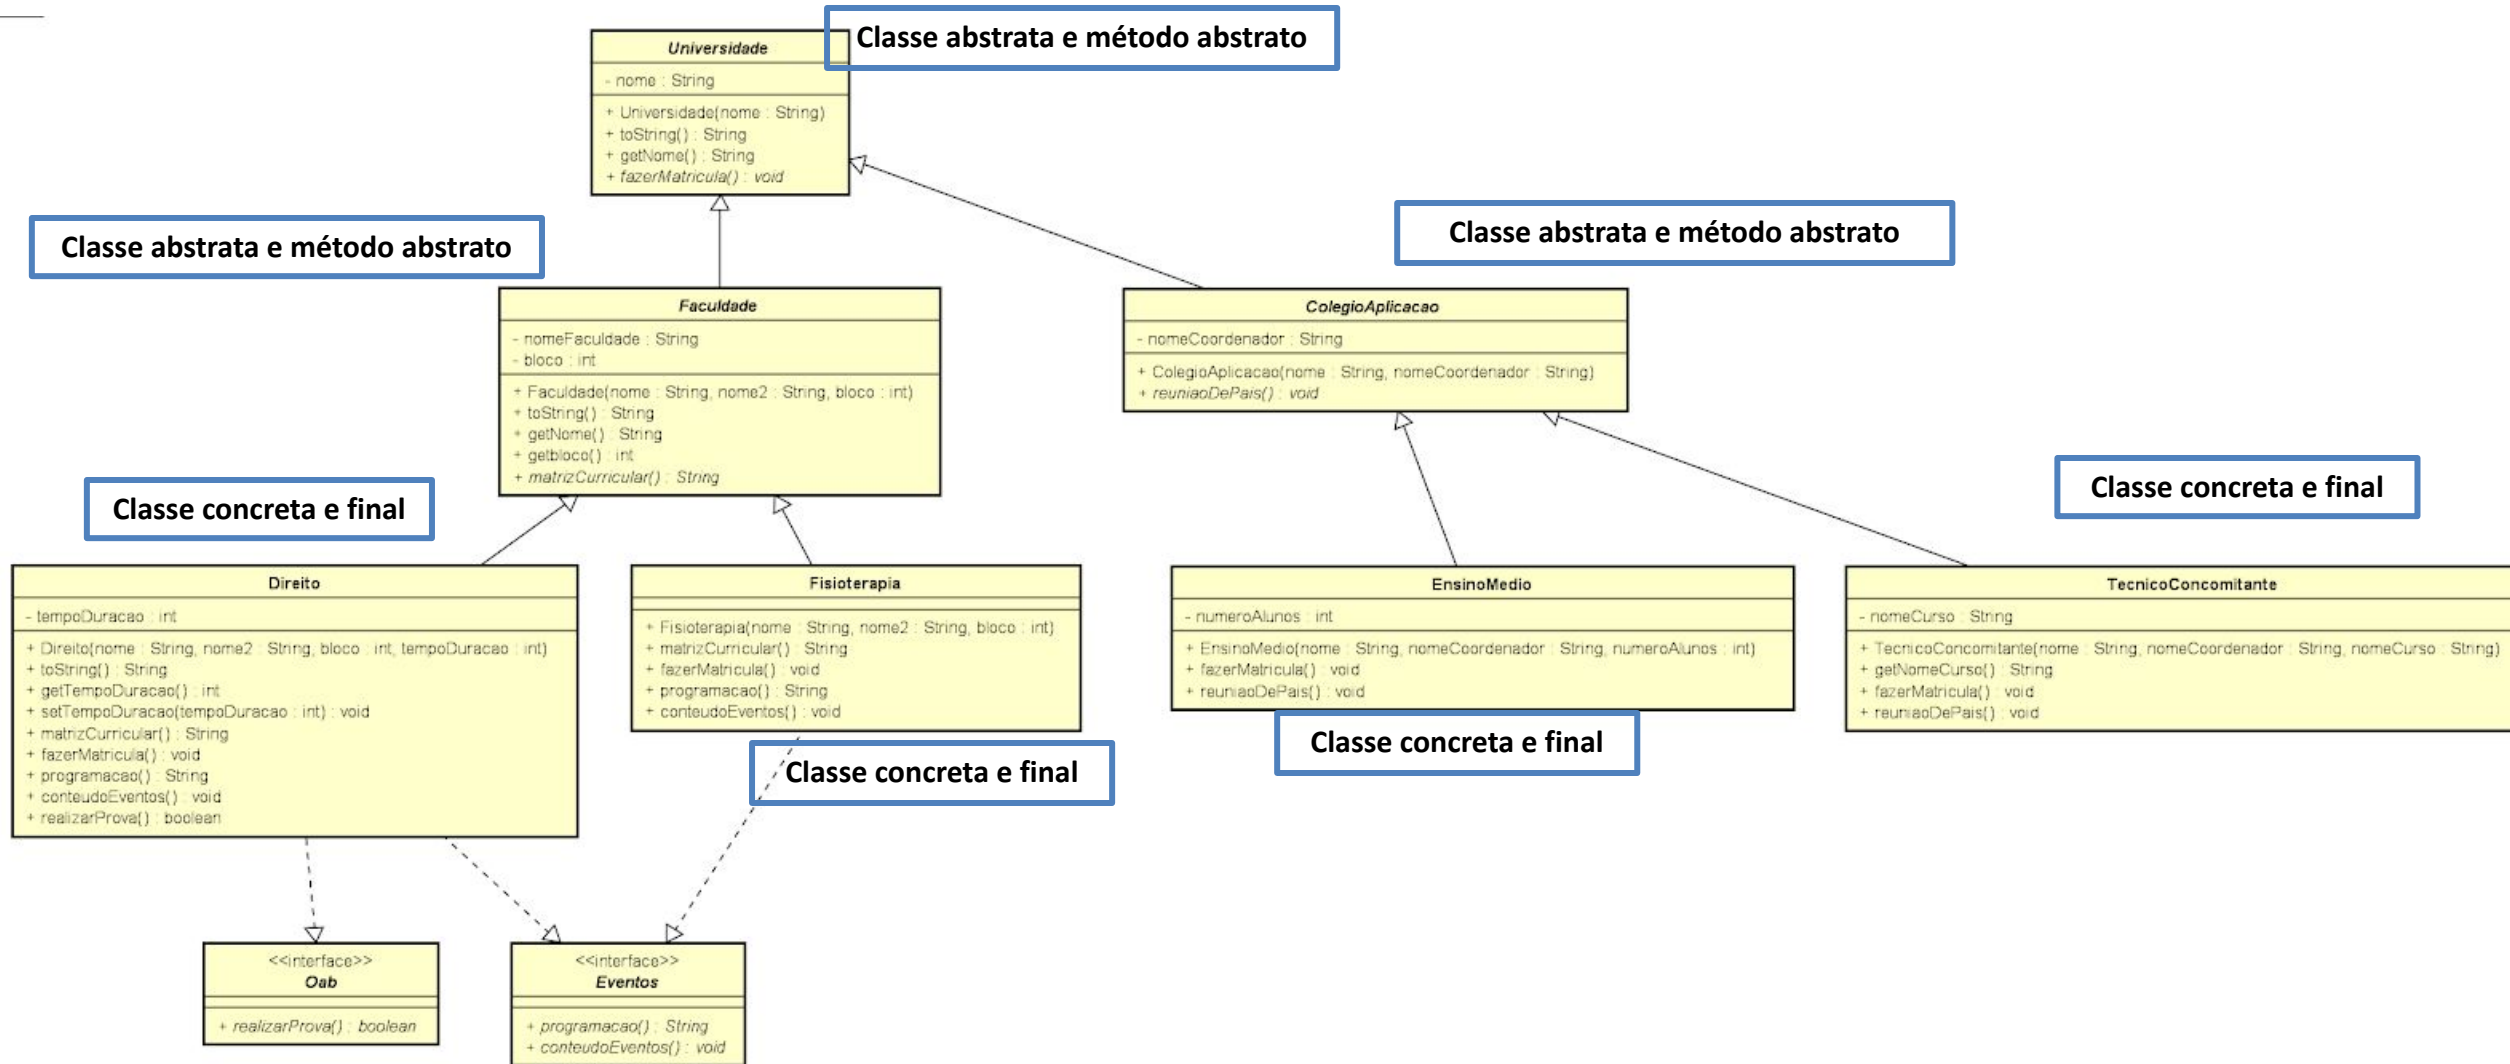 Classe abstrata e método abstrato
Universidade
- nome : String
+ Universidade(nome : String)
+ toString() : String
+ getNome() : String
+ fazerMatricula() : void
Classe abstrata e método abstrato
Classe abstrata e método abstrato
Faculdade
- nomeFaculdade : String
- bloco : int
+ Faculdade(nome : String, nome2 : String, bloco : int)
+ toString() : String
+ getNome() : String
+ getbloco() : int
+ matrizCurricular() : String
ColegioAplicacao
- nomeCoordenador : String
+ ColegioAplicacao(nome : String, nomeCoordenador : String)
+ reuniaoDePais() : void
Classe concreta e final
Classe concreta e final
Direito
- tempoDuracao : int
+ Direito(nome : String, nome2 : String, bloco : int, tempoDuracao : int)
+ toString() : String
+ getTempoDuracao() : int
+ setTempoDuracao(tempoDuracao : int) : void
+ matrizCurricular() : String
+ fazerMatricula() : void
+ programacao() : String
+ conteudoEventos() : void
+ realizarProva() : boolean
Fisioterapia
+ Fisioterapia(nome : String, nome2 : String, bloco : int)
+ matrizCurricular() : String
+ fazerMatricula() : void
+ programacao() : String
+ conteudoEventos() : void
EnsinoMedio
- numeroAlunos : int
+ EnsinoMedio(nome : String, nomeCoordenador : String, numeroAlunos : int)
+ fazerMatricula() : void
+ reuniaoDePais() : void
TecnicoConcomitante
- nomeCurso : String
+ TecnicoConcomitante(nome : String, nomeCoordenador : String, nomeCurso : String)
+ getNomeCurso() : String
+ fazerMatricula() : void
+ reuniaoDePais() : void
Classe concreta e final
Classe concreta e final
<<interface>>
Oab
+ realizarProva() : boolean
<<interface>>
Eventos
+ programacao() : String
+ conteudoEventos() : void